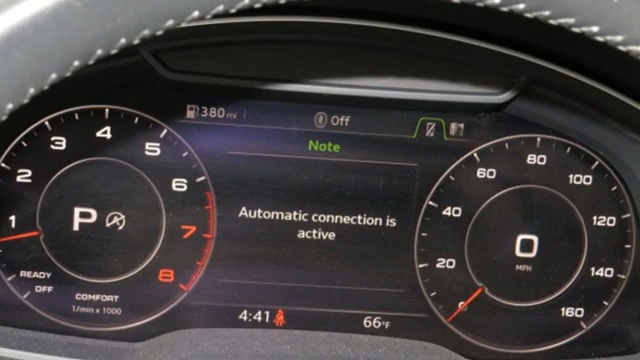 380 mi
Off
Note
Automatic connection is
active
1
2
3
4
5
6
7
8
P
READY
OFF
COMFORT
1/min x 1000
0
20
40
60
80
100
120
140
160
0
MPH
4:41
66°F